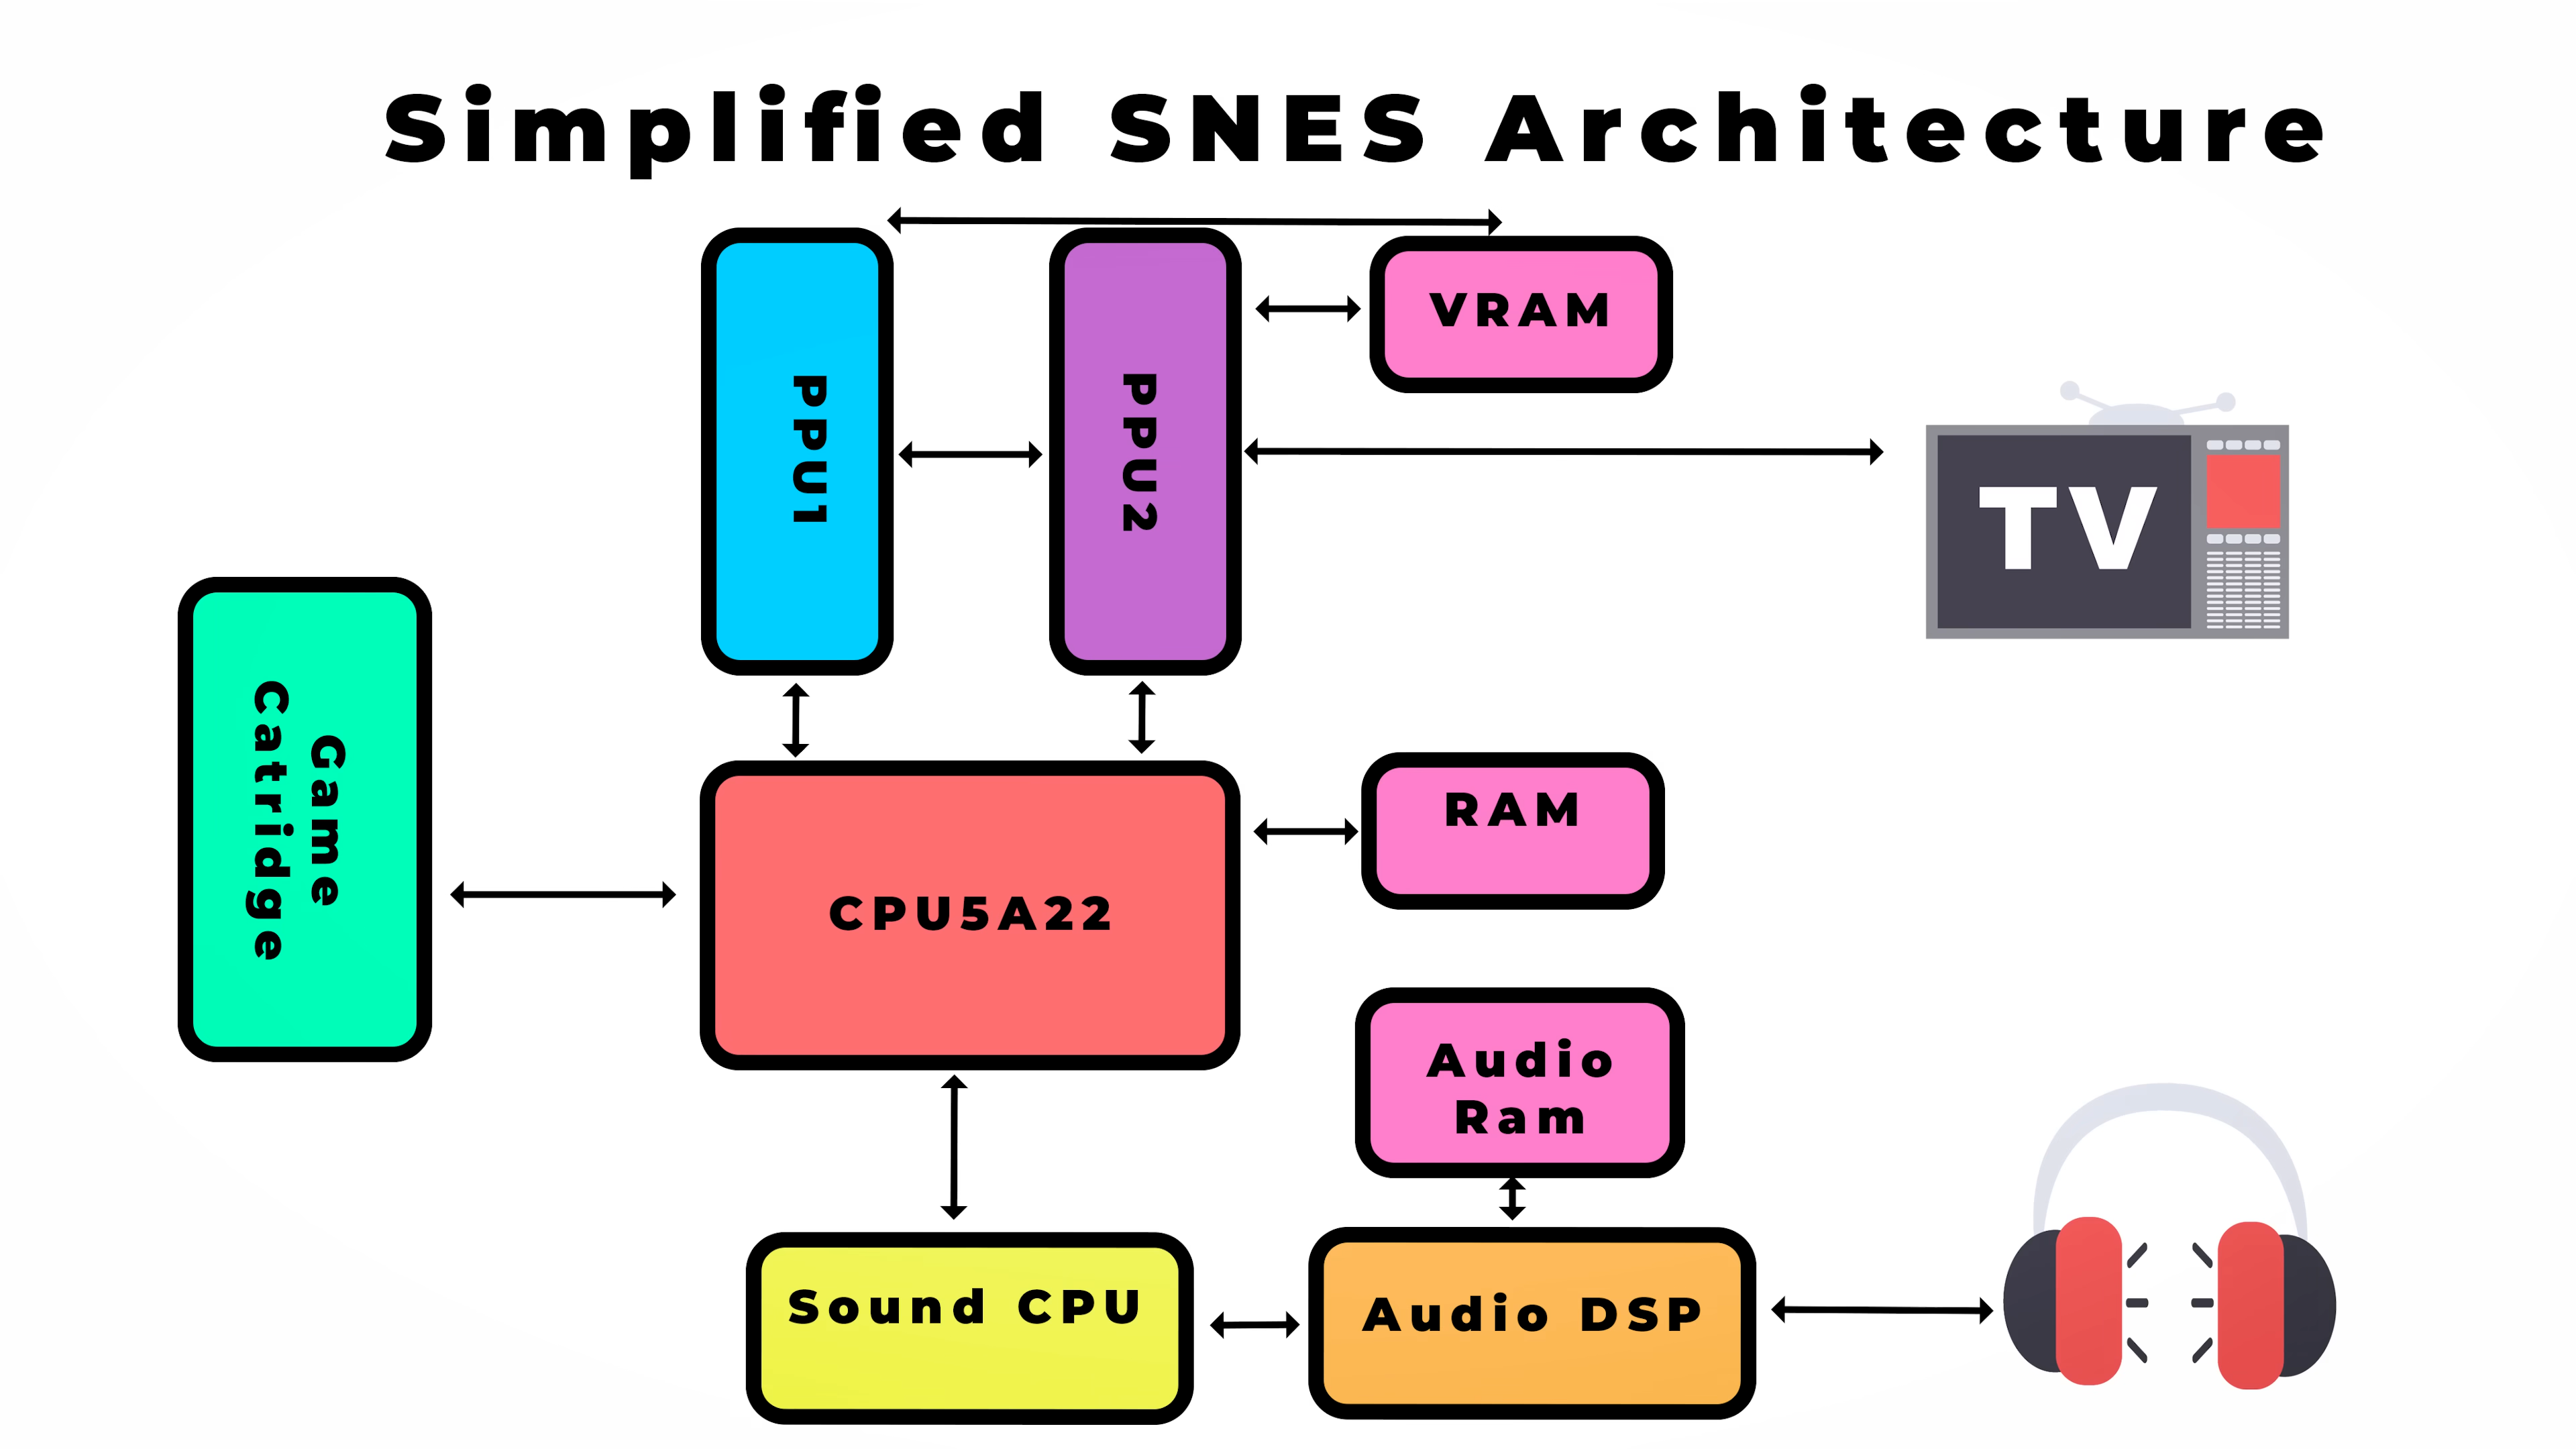 Simplified SNES Architecture
PPU1
PPU2
VRAM
TV
Game
Catridge
CPU5A22
RAM
Audio
Ram
Sound CPU
Audio DSP